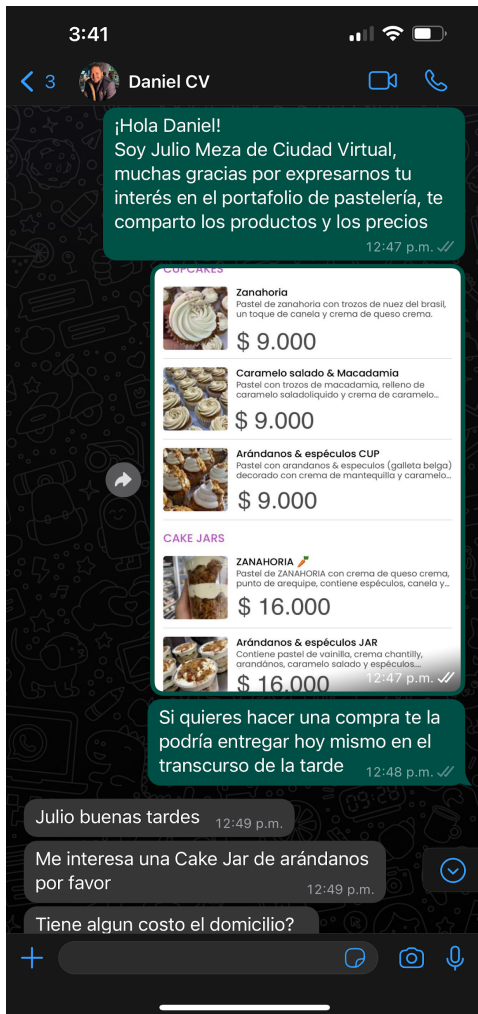 3:41
3
Daniel CV
¡Hola Daniel!
Soy Julio Meza de Ciudad Virtual,
muchas gracias por expresarnos tu
interés en el portafolio de pastelería, te
comparto los productos y los precios
12:47 p.m.
CUPCAKES
Zanahoria
Pastel de zanahoria con trozos de nuez del brasil,
un toque de canela y crema de queso crema.
$ 9.000
Caramelo salado & Macadamia
Pastel con trozos de macadamia, relleno de
caramelo saladoliquido y crema de caramelo...
$ 9.000
Arándanos & espéculos CUP
Pastel con arandanos & especulos (galleta belga)
decorado con crema de mantequilla y caramelo...
$ 9.000
CAKE JARS
ZANAHORIA 🥕
Pastel de ZANAHORIA con crema de queso crema,
punto de arequipe, contiene espéculos, canela y...
$ 16.000
Arándanos & espéculos JAR
Contiene pastel de vainilla, crema chantilly,
arandános, caramelo salado y espéculos....
$ 16.000
12:47 p.m.
Si quieres hacer una compra te la
podría entregar hoy mismo en el
transcurso de la tarde
12:48 p.m.
Julio buenas tardes
12:49 p.m.
Me interesa una Cake Jar de arándanos
por favor
12:49 p.m.
Tiene algun costo el domicilio?